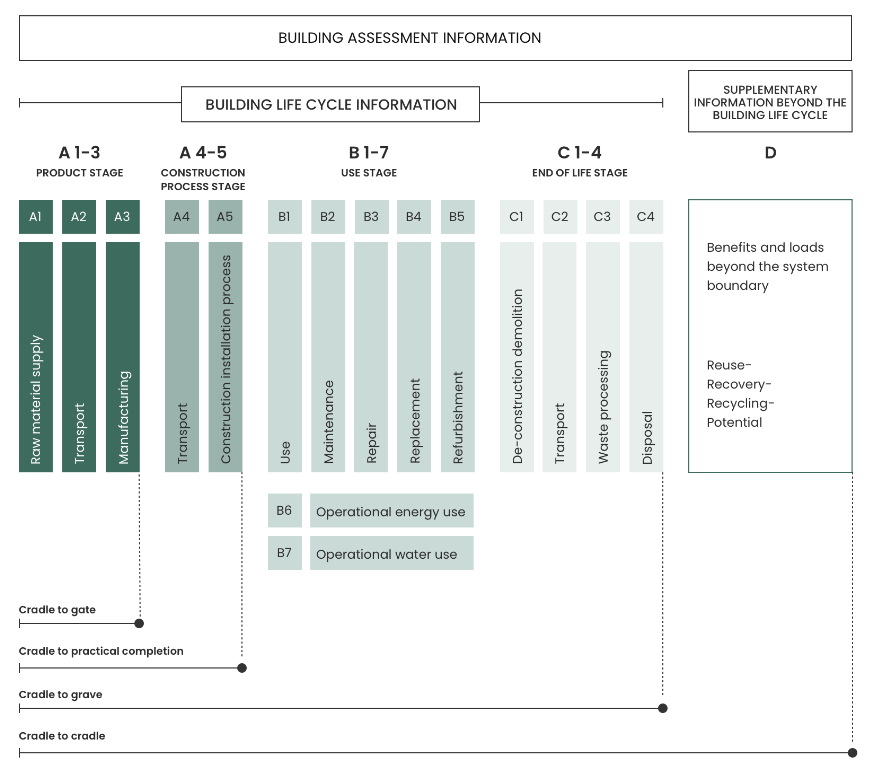 BUILDING ASSESSMENT INFORMATION
BUILDING LIFE CYCLE INFORMATION
SUPPLEMENTARY
INFORMATION BEYOND THE
BUILDING LIFE CYCLE
A 1-3
PRODUCT STAGE
A 4-5
CONSTRUCTION
PROCESS STAGE
B 1-7
USE STAGE
C 1-4
END OF LIFE STAGE
D
A1
A2
A3
A4
A5
B1
B2
B3
B4
B5
C1
C2
C3
C4
Raw material supply
Transport
Manufacturing
Transport
Construction installation process
Use
Maintenance
Repair
Replacement
Refurbishment
De-construction demolition
Transport
Waste processing
Disposal
Benefits and loads
beyond the system
boundary
Reuse-
Recovery-
Recycling-
Potential
B6
Operational energy use
B7
Operational water use
Cradle to gate
Cradle to practical completion
Cradle to grave
Cradle to cradle